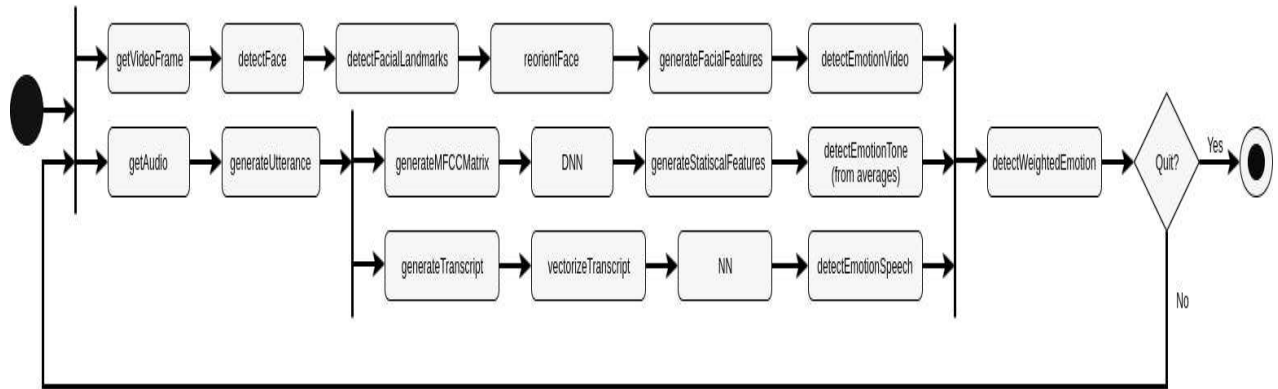 getVideoFrame
detectFace
detectFacialLandmarks
reorientFace
generateFacialFeatures
detectEmotionVideo
getAudio
generateUtterance
generateMFCCMatrix
DNN
generateStatiscalFeatures
detectEmotionTone
(from averages)
detectWeightedEmotion
Quit?
Yes
generateTranscript
vectorizeTranscript
NN
detectEmotionSpeech
No